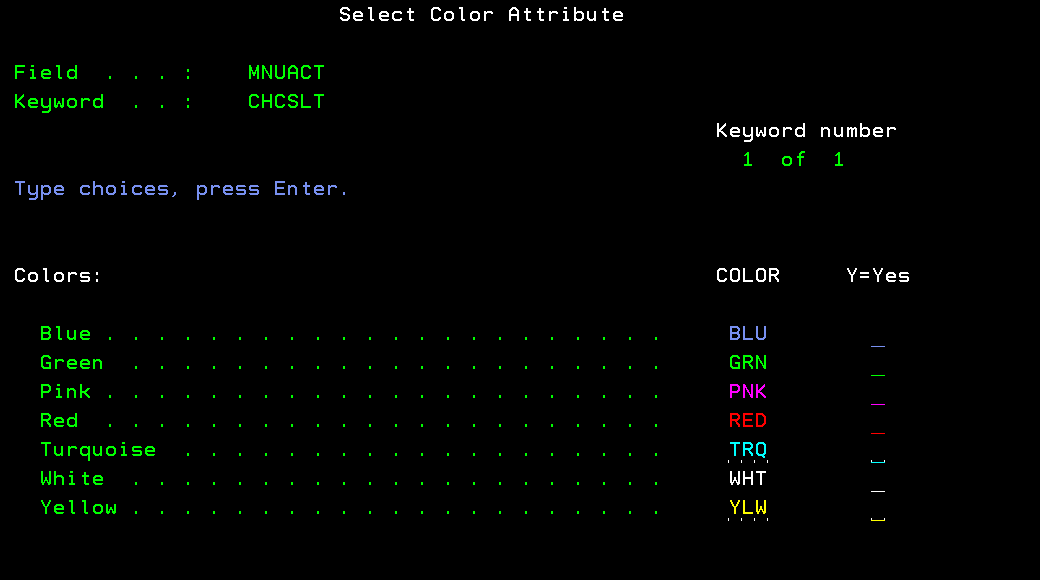 Select Color Attribute
Field . . . : MNUACT
Keyword . . : CHCSLT
Keyword number
1 of 1
Type choices, press Enter.
Colors: COLOR Y=Yes
Blue . . . . . . . . . . . . . . . . . . . . . . BLU _
Green . . . . . . . . . . . . . . . . . . . . . GRN _
Pink . . . . . . . . . . . . . . . . . . . . . . PNK _
Red . . . . . . . . . . . . . . . . . . . . . . RED _
Turquoise . . . . . . . . . . . . . . . . . . . TRQ _
White . . . . . . . . . . . . . . . . . . . . . WHT _
Yellow . . . . . . . . . . . . . . . . . . . . . YLW _